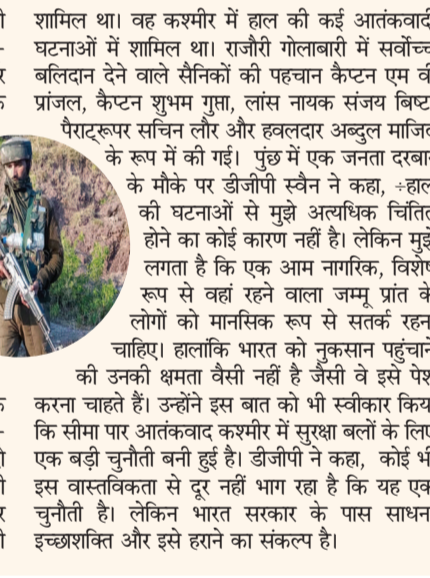 शामिल था। वह कश्मीर में हाल की कई आतंकवादी
घटनाओं में शामिल था। राजौरी गोलाबारी में सर्वोच्च
बलिदान देने वाले सैनिकों की पहचान कैप्टन एम वी
प्रांजल, कैप्टन शुभम गुप्ता, लांस नायक संजय बिष्ट
पैराट्रूपर सचिन लौर और हवलदार अब्दुल माजिद
के रूप में की गई। पुंछ में एक जनता दरबार
के मौके पर डीजीपी स्वैन ने कहा, ÷हाल
की घटनाओं से मुझे अत्यधिक चिंतित
होने का कोई कारण नहीं है। लेकिन मुझे
लगता है कि एक आम नागरिक, विशेष
रूप से वहां रहने वाला जम्मू प्रांत के
लोगों को मानसिक रूप से सतर्क रहन
चाहिए। हालांकि भारत को नुकसान पहुंचाने
की उनकी क्षमता वैसी नहीं है जैसी वे इसे पेश
करना चाहते हैं। उन्होंने इस बात को भी स्वीकार किय
कि सीमा पार आतंकवाद कश्मीर में सुरक्षा बलों के लिए
एक बड़ी चुनौती बनी हुई है। डीजीपी ने कहा, कोई भी
इस वास्तविकता से दूर नहीं भाग रहा है कि यह एक
चुनौती है। लेकिन भारत सरकार के पास साधन
इच्छाशक्ति और इसे हराने का संकल्प है।